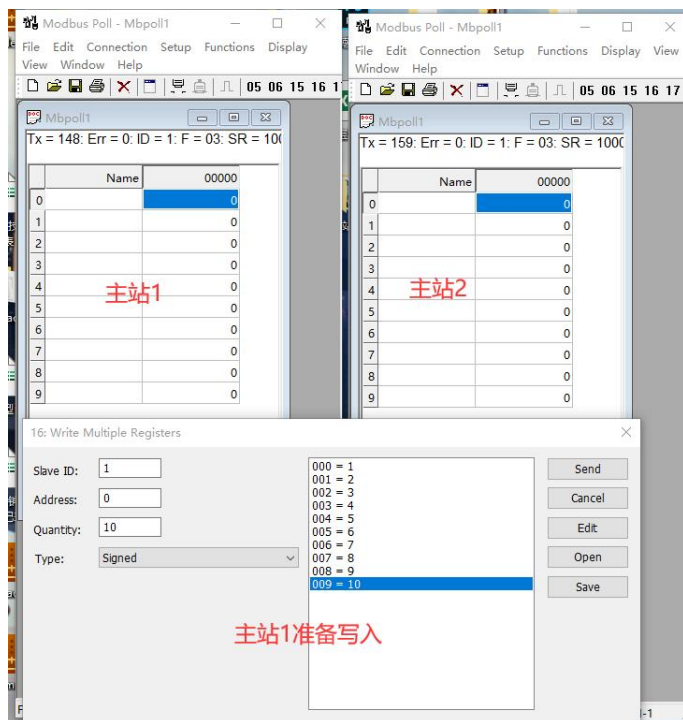 Modbus Poll - Mbpoll1
File Edit Connection Setup Functions Display
View Window Help
05 06 15 16 1
Mbpoll1
Tx = 148: Err = 0: ID = 1: F = 03: SR = 100
Name 00000
0 0
1 0
2 0
3 0
4 0
5 0
6 0
7 0
8 0
9 0
主站1
Modbus Poll - Mbpoll1
File Edit Connection Setup Functions Display View
Window Help
05 06 15 16 17
Mbpoll1
Tx = 159: Err = 0: ID = 1: F = 03: SR = 1000
Name 00000
0 0
1 0
2 0
3 0
4 0
5 0
6 0
7 0
8 0
9 0
主站2
16: Write Multiple Registers
Slave ID: 1
Address: 0
Quantity: 10
Type: Signed
000 = 1
001 = 2
002 = 3
003 = 4
004 = 5
005 = 6
006 = 7
007 = 8
008 = 9
009 = 10
Send
Cancel
Edit
Open
Save
主站1准备写入
F
-1